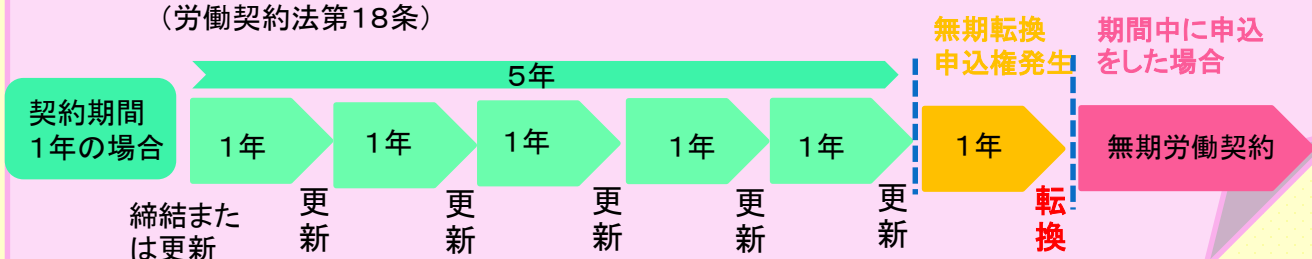 (労働契約法第18条)
無期転換
申込権発生
期間中に申込
をした場合
5年
契約期間
1年の場合
1年
1年
1年
1年
1年
1年
無期労働契約
締結また
は更新
更新
更新
更新
更新
更新
転換